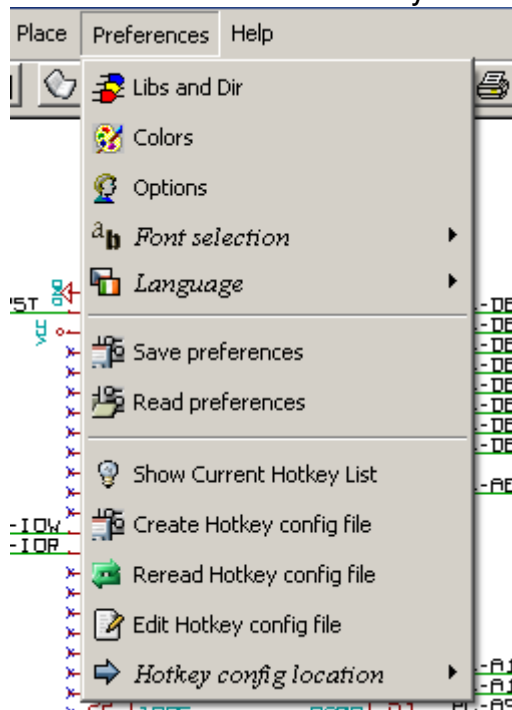 Place Preferences Help
Libs and Dir
Colors
Options
Font selection
Language
VCC
Save preferences
Read preferences
Show Current Hotkey List
-IOW
Create Hotkey config file
-IOR
Reread Hotkey config file
Edit Hotkey config file
Hotkey config location